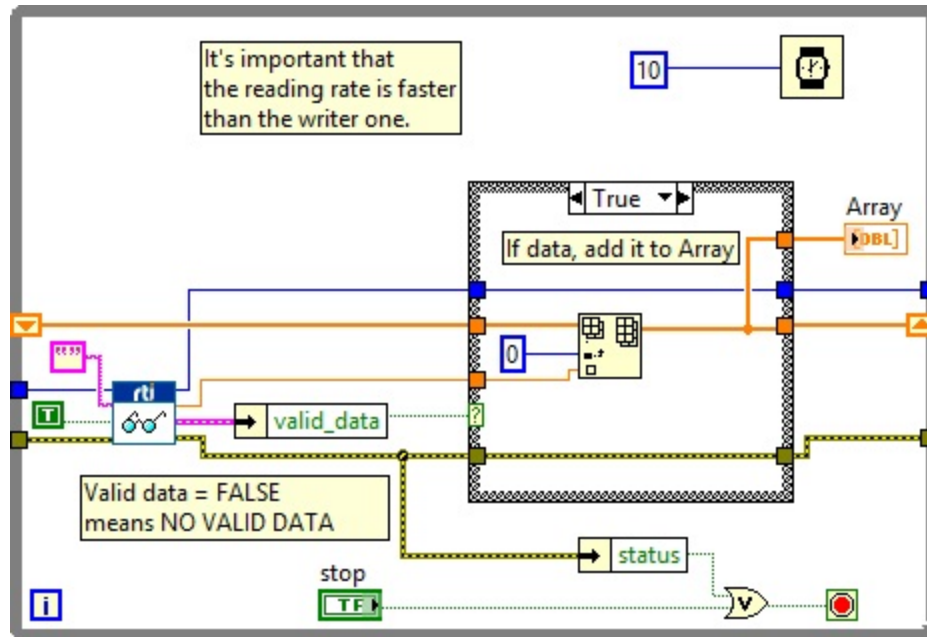 It's important that
the reading rate is faster
than the writer one.
10
True
Array
DBL]
If data, add it to Array
0
""
rti
T
valid_data
?
Valid data = FALSE
means NO VALID DATA
status
stop
TF
V
i